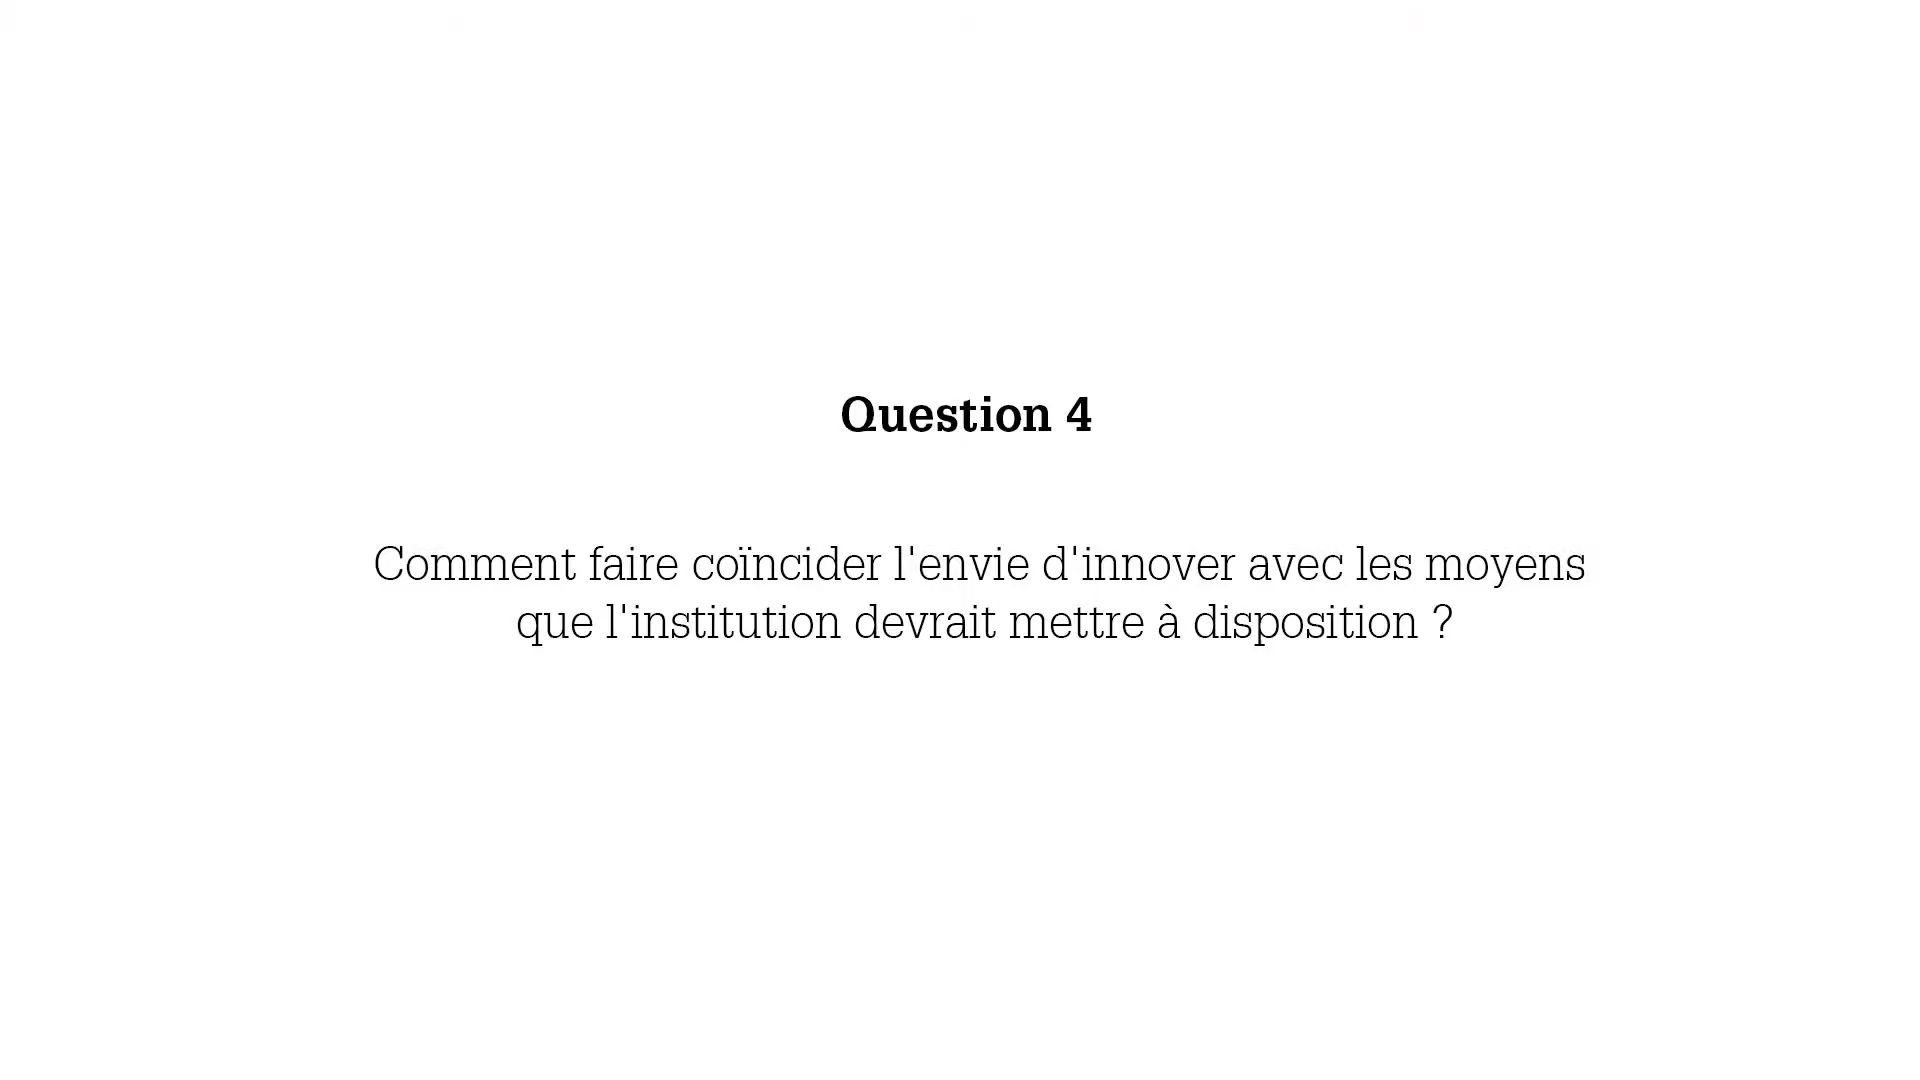 Question 4
Comment faire coïncider l'envie d'innover avec les moyens
que l'institution devrait mettre à disposition ?